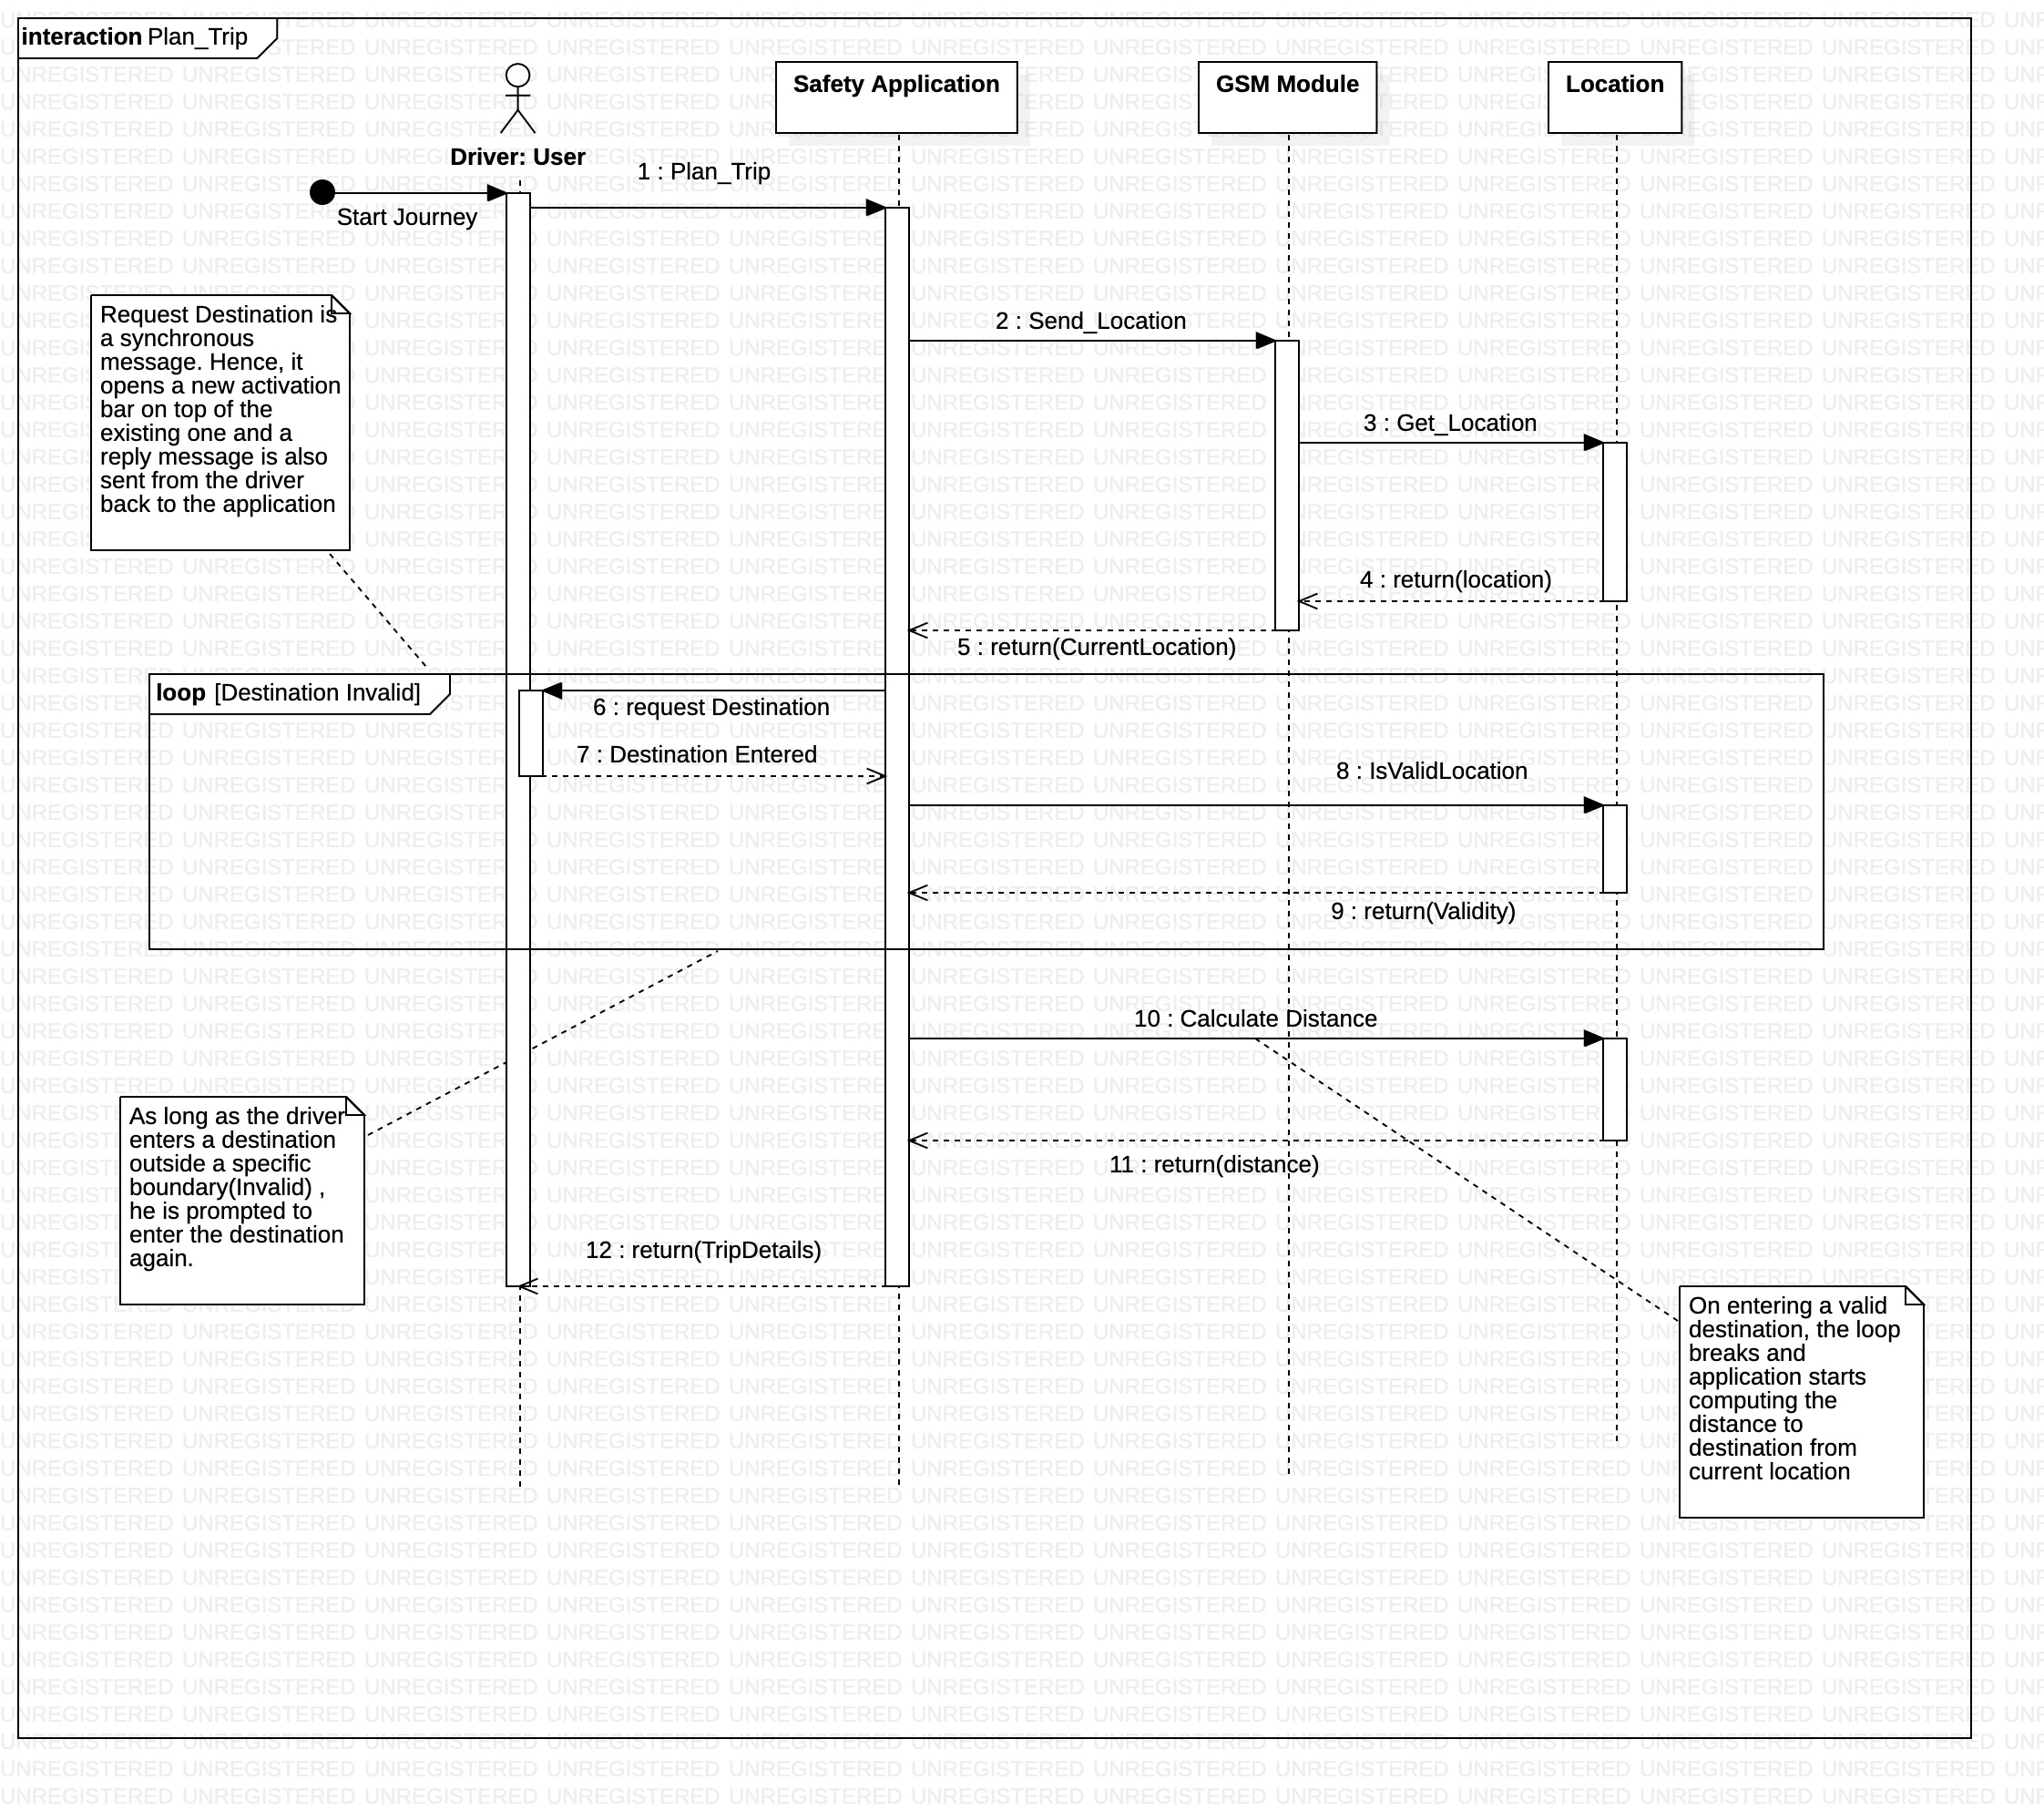 interaction Plan_Trip
Safety Application
GSM Module
Location
Driver: User
1 : Plan_Trip
Start Journey
Request Destination is
a synchronous
message. Hence, it
opens a new activation
bar on top of the
existing one and a
reply message is also
sent from the driver
back to the application
2 : Send_Location
3 : Get_Location
4 : return(location)
5 : return(CurrentLocation)
loop [Destination Invalid]
6 : request Destination
7 : Destination Entered
8 : IsValidLocation
9 : return(Validity)
10 : Calculate Distance
As long as the driver
enters a destination
outside a specific
boundary(Invalid) ,
he is prompted to
enter the destination
again.
11 : return(distance)
12 : return(TripDetails)
On entering a valid
destination, the loop
breaks and
application starts
computing the
distance to
destination from
current location
UNREGISTERED